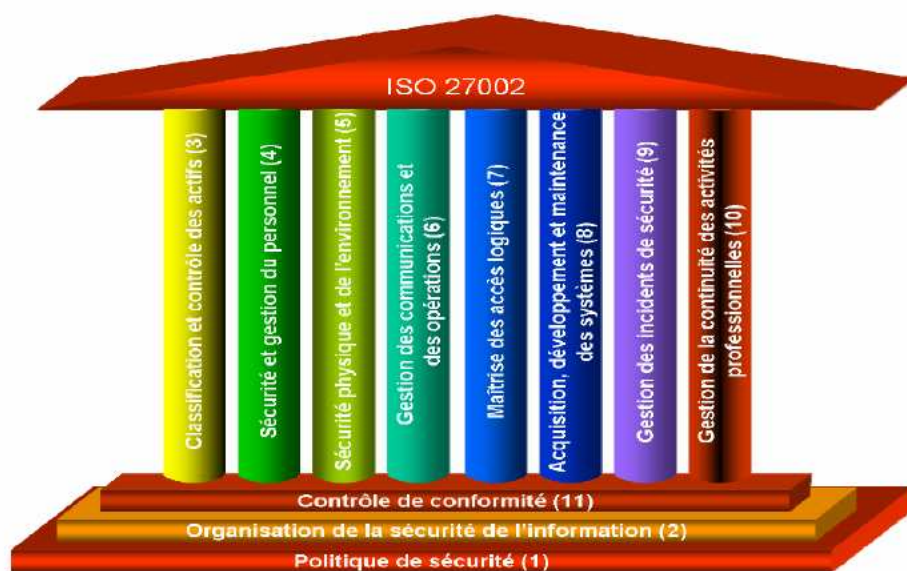 ISO 27002
Classification et contrôle des actifs (3)
Sécurité et gestion du personnel (4)
Sécurité physique et de l'environnement (5)
Gestion des communications et
des opérations (6)
Maîtrise des accès logiques (7)
Acquisition, développement et maintenance
des systèmes (8)
Gestion des incidents de sécurité (9)
Gestion de la continuité des activités
professionnelles (10)
Contrôle de conformité (11)
Organisation de la sécurité de l'information (2)
Politique de sécurité (1)